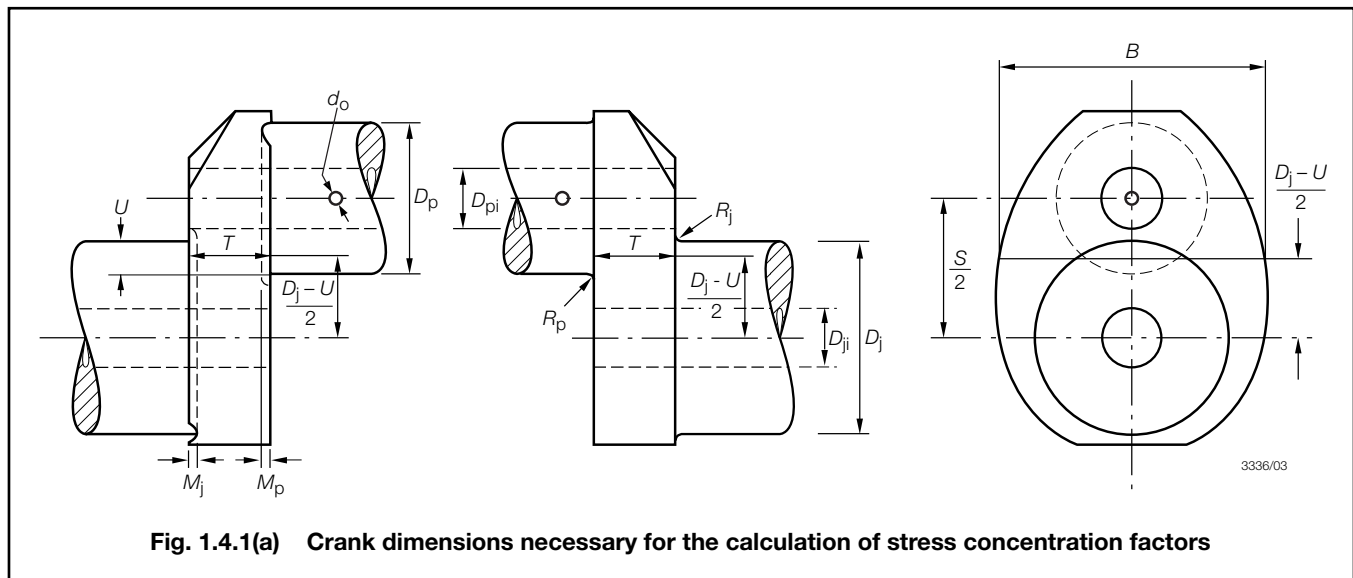 d_o
U
T
D_p
D_pi
D_j – U
2
M_j
M_p
R_j
T
D_j - U
2
R_p
D_ji
D_j
B
S
2
D_j – U
2
3336/03
Fig. 1.4.1(a) Crank dimensions necessary for the calculation of stress concentration factors